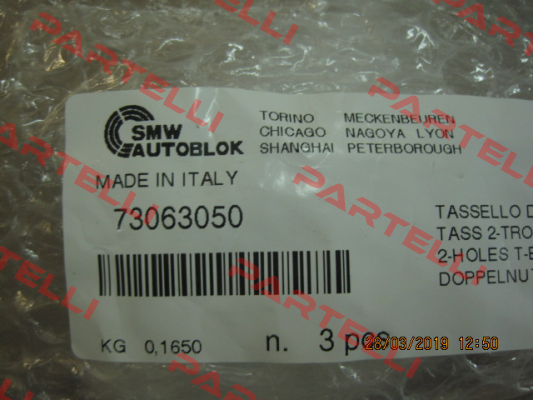 SMW
AUTOBLOK
TORINO MECKENBEUREN
CHICAGO NAGOYA LYON
SHANGHAI PETERBOROUGH
MADE IN ITALY
73063050
TASSELLO D
TASS 2-TRO
2-HOLES T-
DOPPELNUT
KG 0,1650
n. 3 pcs
28/03/2019 12:50
PARTELLI
PARTELLI
PARTELLI
PARTELLI
PARTELLI